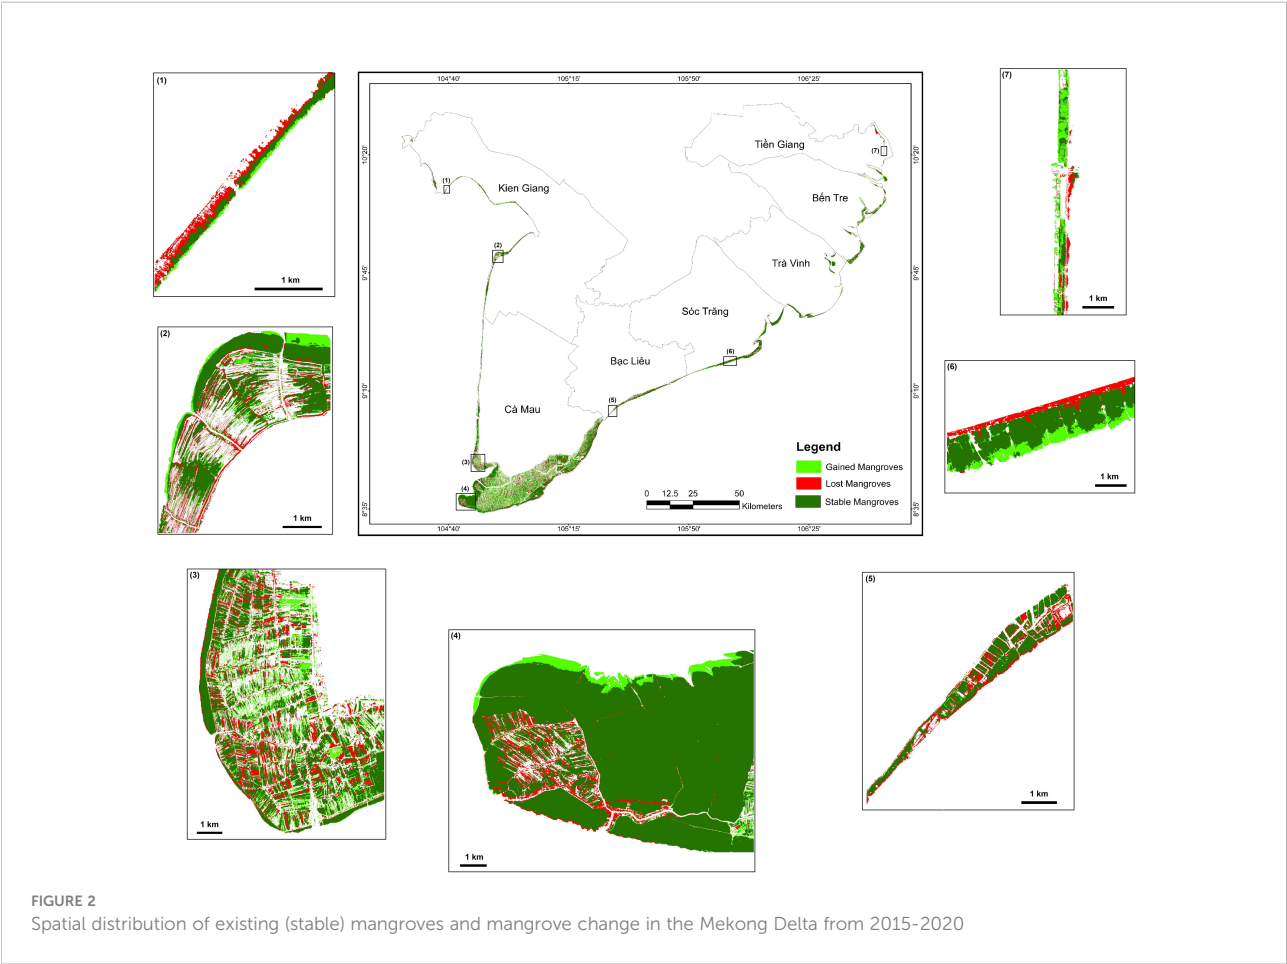 (1)
1 km
(2)
1 km
(3)
1 km
(4)
1 km
(5)
1 km
(6)
1 km
(7)
1 km
104°40' 105°15' 105°50' 106°25'
10°20' 10°20'
9°45' 9°45'
9°10' 9°10'
8°35' 8°35'
Tiền Giang
(7)
(1)
Kien Giang
Bến Tre
(2)
Trà Vinh
Sóc Trăng
(6)
Bạc Liêu
(5)
Cà Mau
(3)
(4)
Legend
Gained Mangroves
Lost Mangroves
Stable Mangroves
0 12.5 25 50
Kilometers
104°40' 105°15' 105°50' 106°25'
FIGURE 2
Spatial distribution of existing (stable) mangroves and mangrove change in the Mekong Delta from 2015-2020